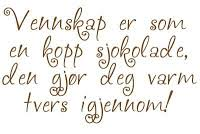 Vennskap er som
en kopp sjokolade,
den gjør deg varm
tvers igjennom!